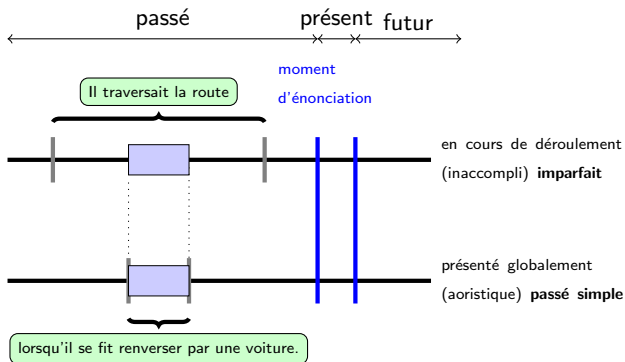 passé
présent
futur
moment
d'énonciation
Il traversait la route
en cours de déroulement
(inaccompli) imparfait
présenté globalement
(aoristique) passé simple
lorsqu'il se fit renverser par une voiture.